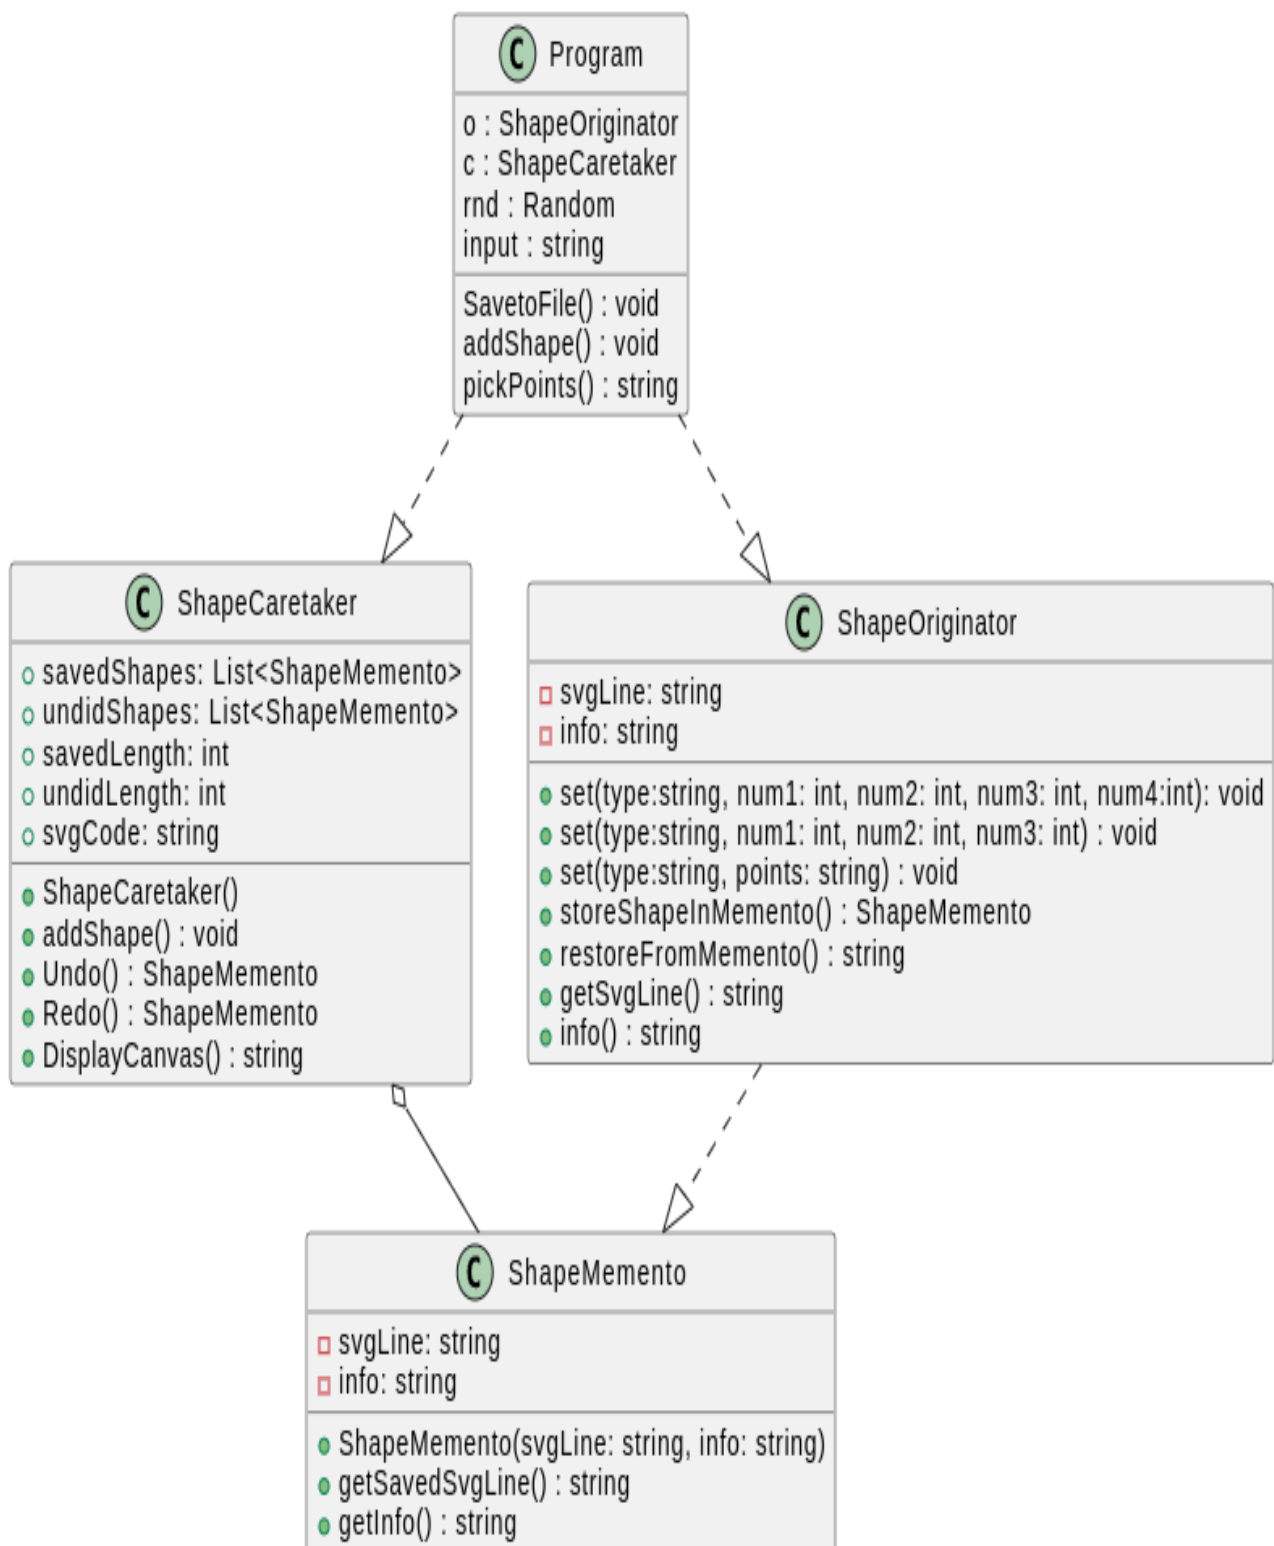 C Program
o : ShapeOriginator
c : ShapeCaretaker
rnd : Random
input : string
SavetoFile() : void
addShape() : void
pickPoints() : string
C ShapeCaretaker
savedShapes: List<ShapeMemento>
undidShapes: List<ShapeMemento>
savedLength: int
undidLength: int
svgCode: string
ShapeCaretaker()
addShape() : void
Undo() : ShapeMemento
Redo() : ShapeMemento
DisplayCanvas() : string
C ShapeOriginator
svgLine: string
info: string
set(type:string, num1: int, num2: int, num3: int, num4:int): void
set(type:string, num1: int, num2: int, num3: int) : void
set(type:string, points: string) : void
storeShapeInMemento() : ShapeMemento
restoreFromMemento() : string
getSvgLine() : string
info() : string
C ShapeMemento
svgLine: string
info: string
ShapeMemento(svgLine: string, info: string)
getSavedSvgLine() : string
getInfo() : string